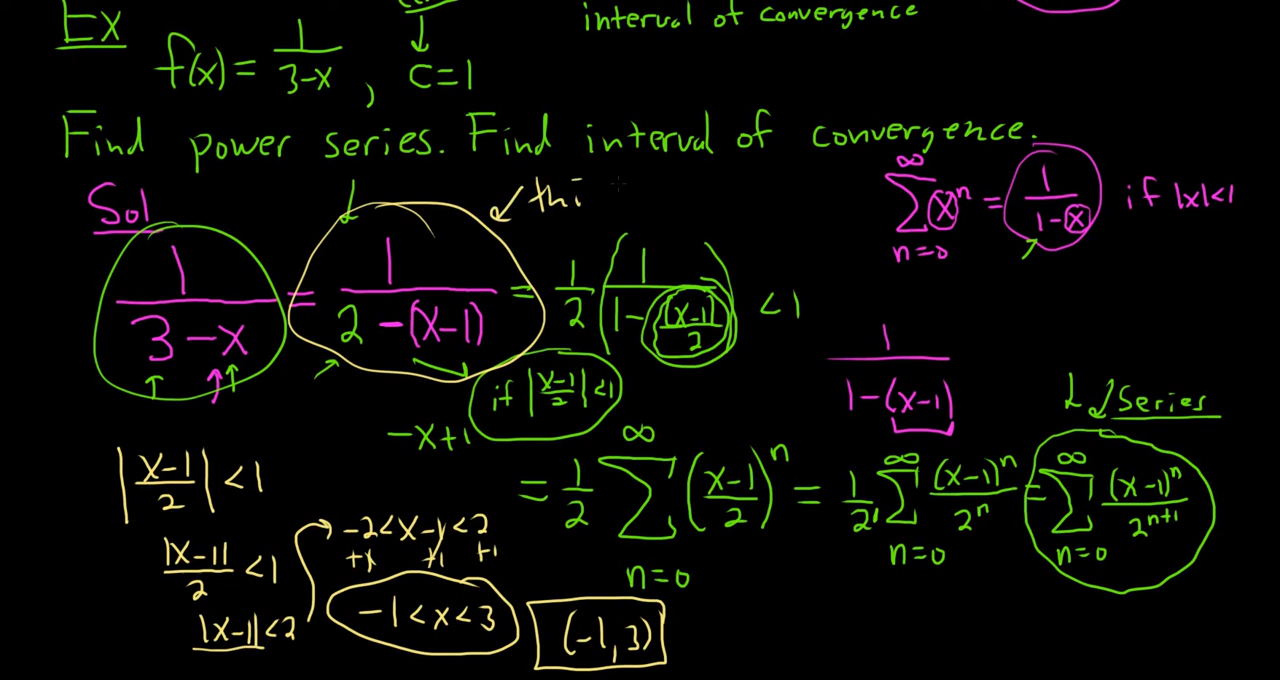 Ex
interval of convergence
f(x) = 1/(3-x), C=1
Find power series. Find interval of convergence.
Sol
thi
∞ ∑ n=0 x^n = 1/(1-x) if |x|<1
1/(3-x) = 1/(2-(x-1)) = 1/2 (1/(1-(x-1)/2)) <1
if |(x-1)/2|<1
-x+1
1/(1-(x-1))
Series
= 1/2 ∞ ∑ n=0 ((x-1)/2)^n = 1/2^1 ∞ ∑ n=0 (x-1)^n/2^n = ∞ ∑ n=0 (x-1)^n/2^(n+1)
|(x-1)/2| < 1
|x-1|/2 < 1
|x-1|<2
-2<x-1<2
+1 +1 +1
-1<x<3
(-1,3)